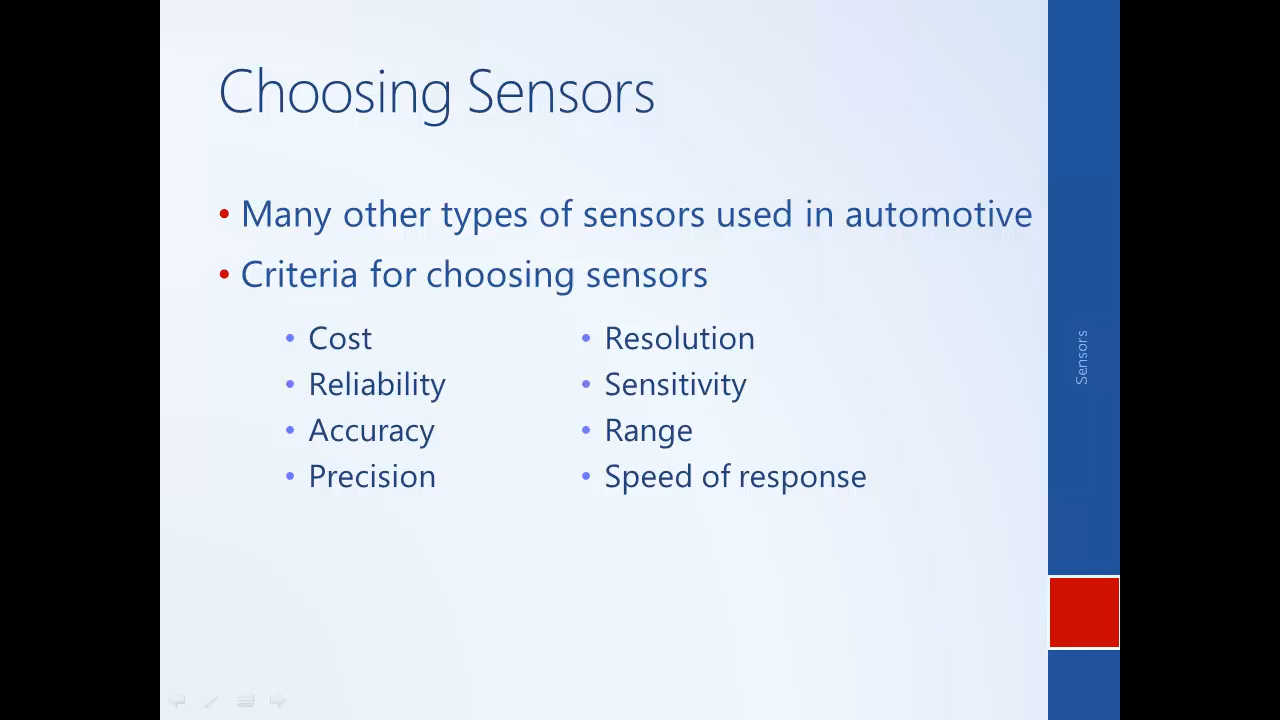 Choosing Sensors
• Many other types of sensors used in automotive
• Criteria for choosing sensors
• Cost
• Reliability
• Accuracy
• Precision
• Resolution
• Sensitivity
• Range
• Speed of response
Sensors